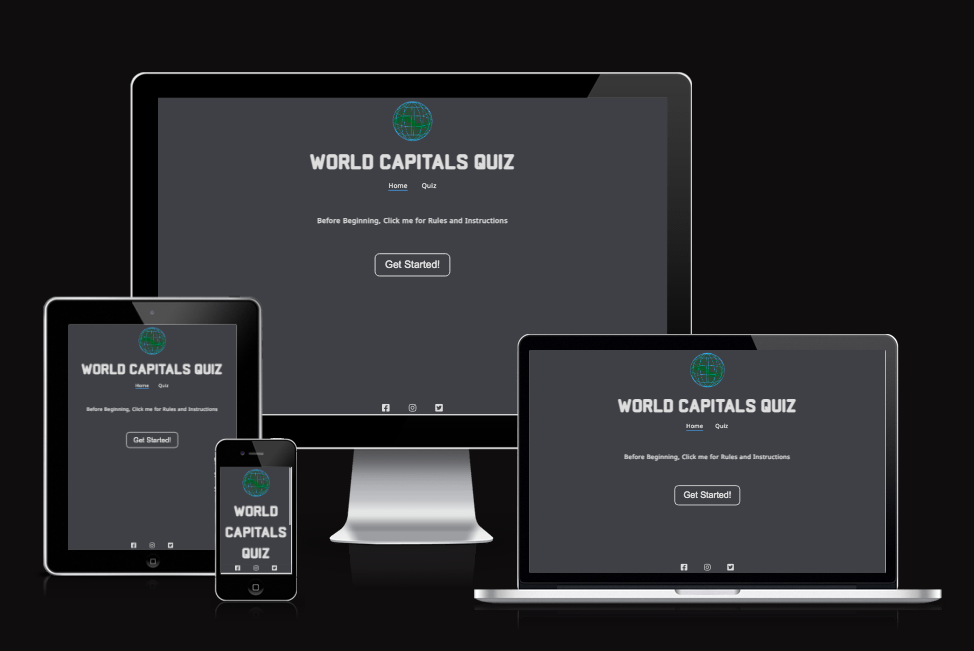 WORLD CAPITALS QUIZ
Home Quiz
Before Beginning, Click me for Rules and Instructions
Get Started!
WORLD CAPITALS QUIZ
Home Quiz
Before Beginning, Click me for Rules and Instructions
Get Started!
WORLD
CAPITALS
QUIZ
WORLD CAPITALS QUIZ
Home Quiz
Before Beginning, Click me for Rules and Instructions
Get Started!